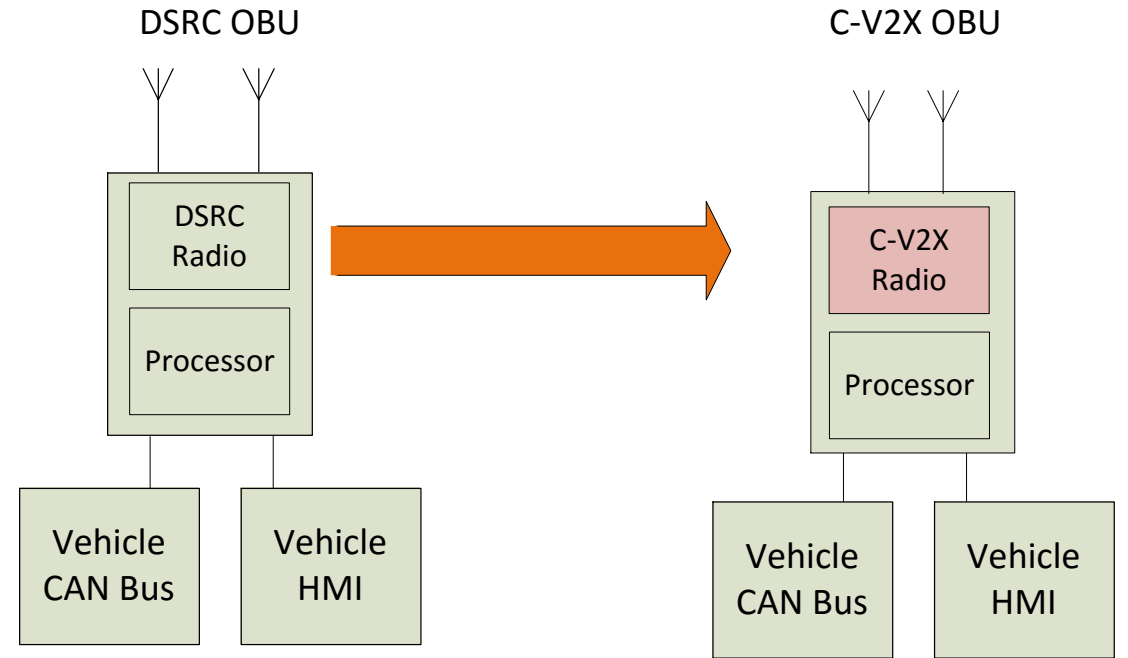 DSRC OBU
C-V2X OBU
DSRC
Radio
Processor
Vehicle
CAN Bus
Vehicle
HMI
C-V2X
Radio
Processor
Vehicle
CAN Bus
Vehicle
HMI